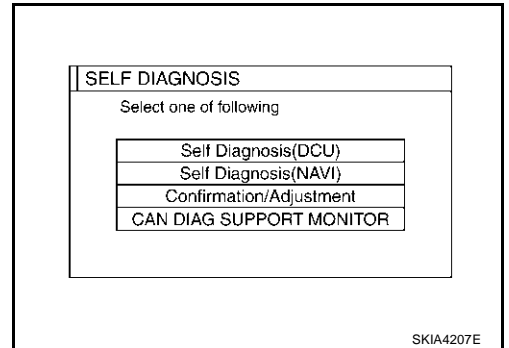 SELF DIAGNOSIS
Select one of following
Self Diagnosis(DCU)
Self Diagnosis(NAVI)
Confirmation/Adjustment
CAN DIAG SUPPORT MONITOR
SKIA4207E